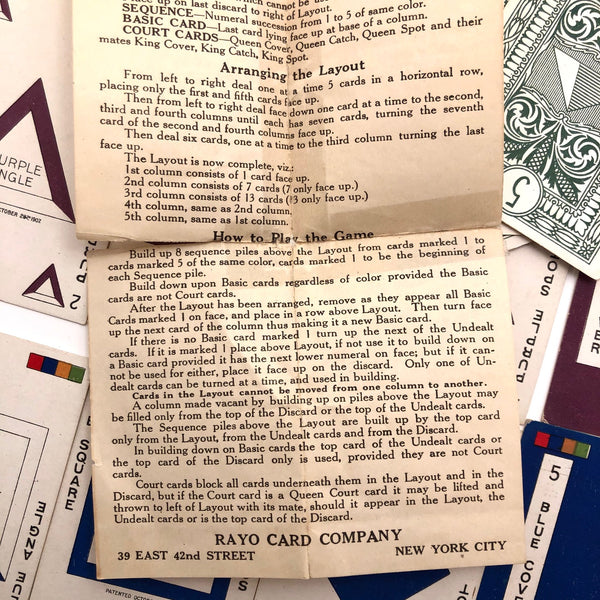 Place up on last discard to right of Layout.
SEQUENCE—Numeral succession from 1 to 5 of same color.
BASIC CARD—Last card lying face up at base of a column.
COURT CARDS—Queen Cover, Queen Catch, Queen Spot and their
mates King Cover, King Catch, King Spot.
Arranging the Layout
From left to right deal one at a time 5 cards in a horizontal row,
placing only the first and fifth cards face up.
Then from left to right deal face down one card at a time to the second,
third and fourth columns until each has seven cards, turning the seventh
card of the second and fourth columns face up.
Then deal six cards, one at a time to the third column turning the last
face up.
The Layout is now complete, viz.:
1st column consists of 1 card face up.
2nd column consists of 7 cards (7 only face up.)
3rd column consists of 13 cards (13 only face up.)
4th column, same as 2nd column.
5th column, same as 1st column.
How to Play the Game
Build up 8 sequence piles above the Layout from cards marked 1 to
cards marked 5 of the same color, cards marked 1 to be the beginning of
each Sequence pile.
Build down upon Basic cards regardless of color provided the Basic
cards are not Court cards.
After the Layout has been arranged, remove as they appear all Basic
Cards marked 1 on face, and place in a row above Layout. Then turn face
up the next card of the column thus making it a new Basic card.
If there is no Basic card marked 1 turn up the next of the Undealt
cards. If it is marked 1 place above Layout, if not use it to build down on
a Basic card provided it has the next lower numeral on face; but if it can-
not be used for either, place it face up on the discard. Only one of Un-
dealt cards can be turned at a time, and used in building.
Cards in the Layout cannot be moved from one column to another.
A column made vacant by building up on piles above the Layout may
be filled only from the top of the Discard or the top of the Undealt cards.
The Sequence piles above the Layout are built up by the top card
only from the Layout, from the Undealt cards and from the Discard.
In building down on Basic cards the top card of the Undealt cards or
the top card of the Discard only is used, provided they are not Court
cards.
Court cards block all cards underneath them in the Layout and in the
Discard, but if the Court card is a Queen Court card it may be lifted and
thrown to left of Layout with its mate, should it appear in the Layout, the
Undealt cards or is the top card of the Discard.
RAYO CARD COMPANY
39 EAST 42nd STREET NEW YORK CITY
PURPLE
ANGLE
2
SQUARE
ANGLE
PATENTED OCTOBER
5
5
BLUE COVE
PURPLE